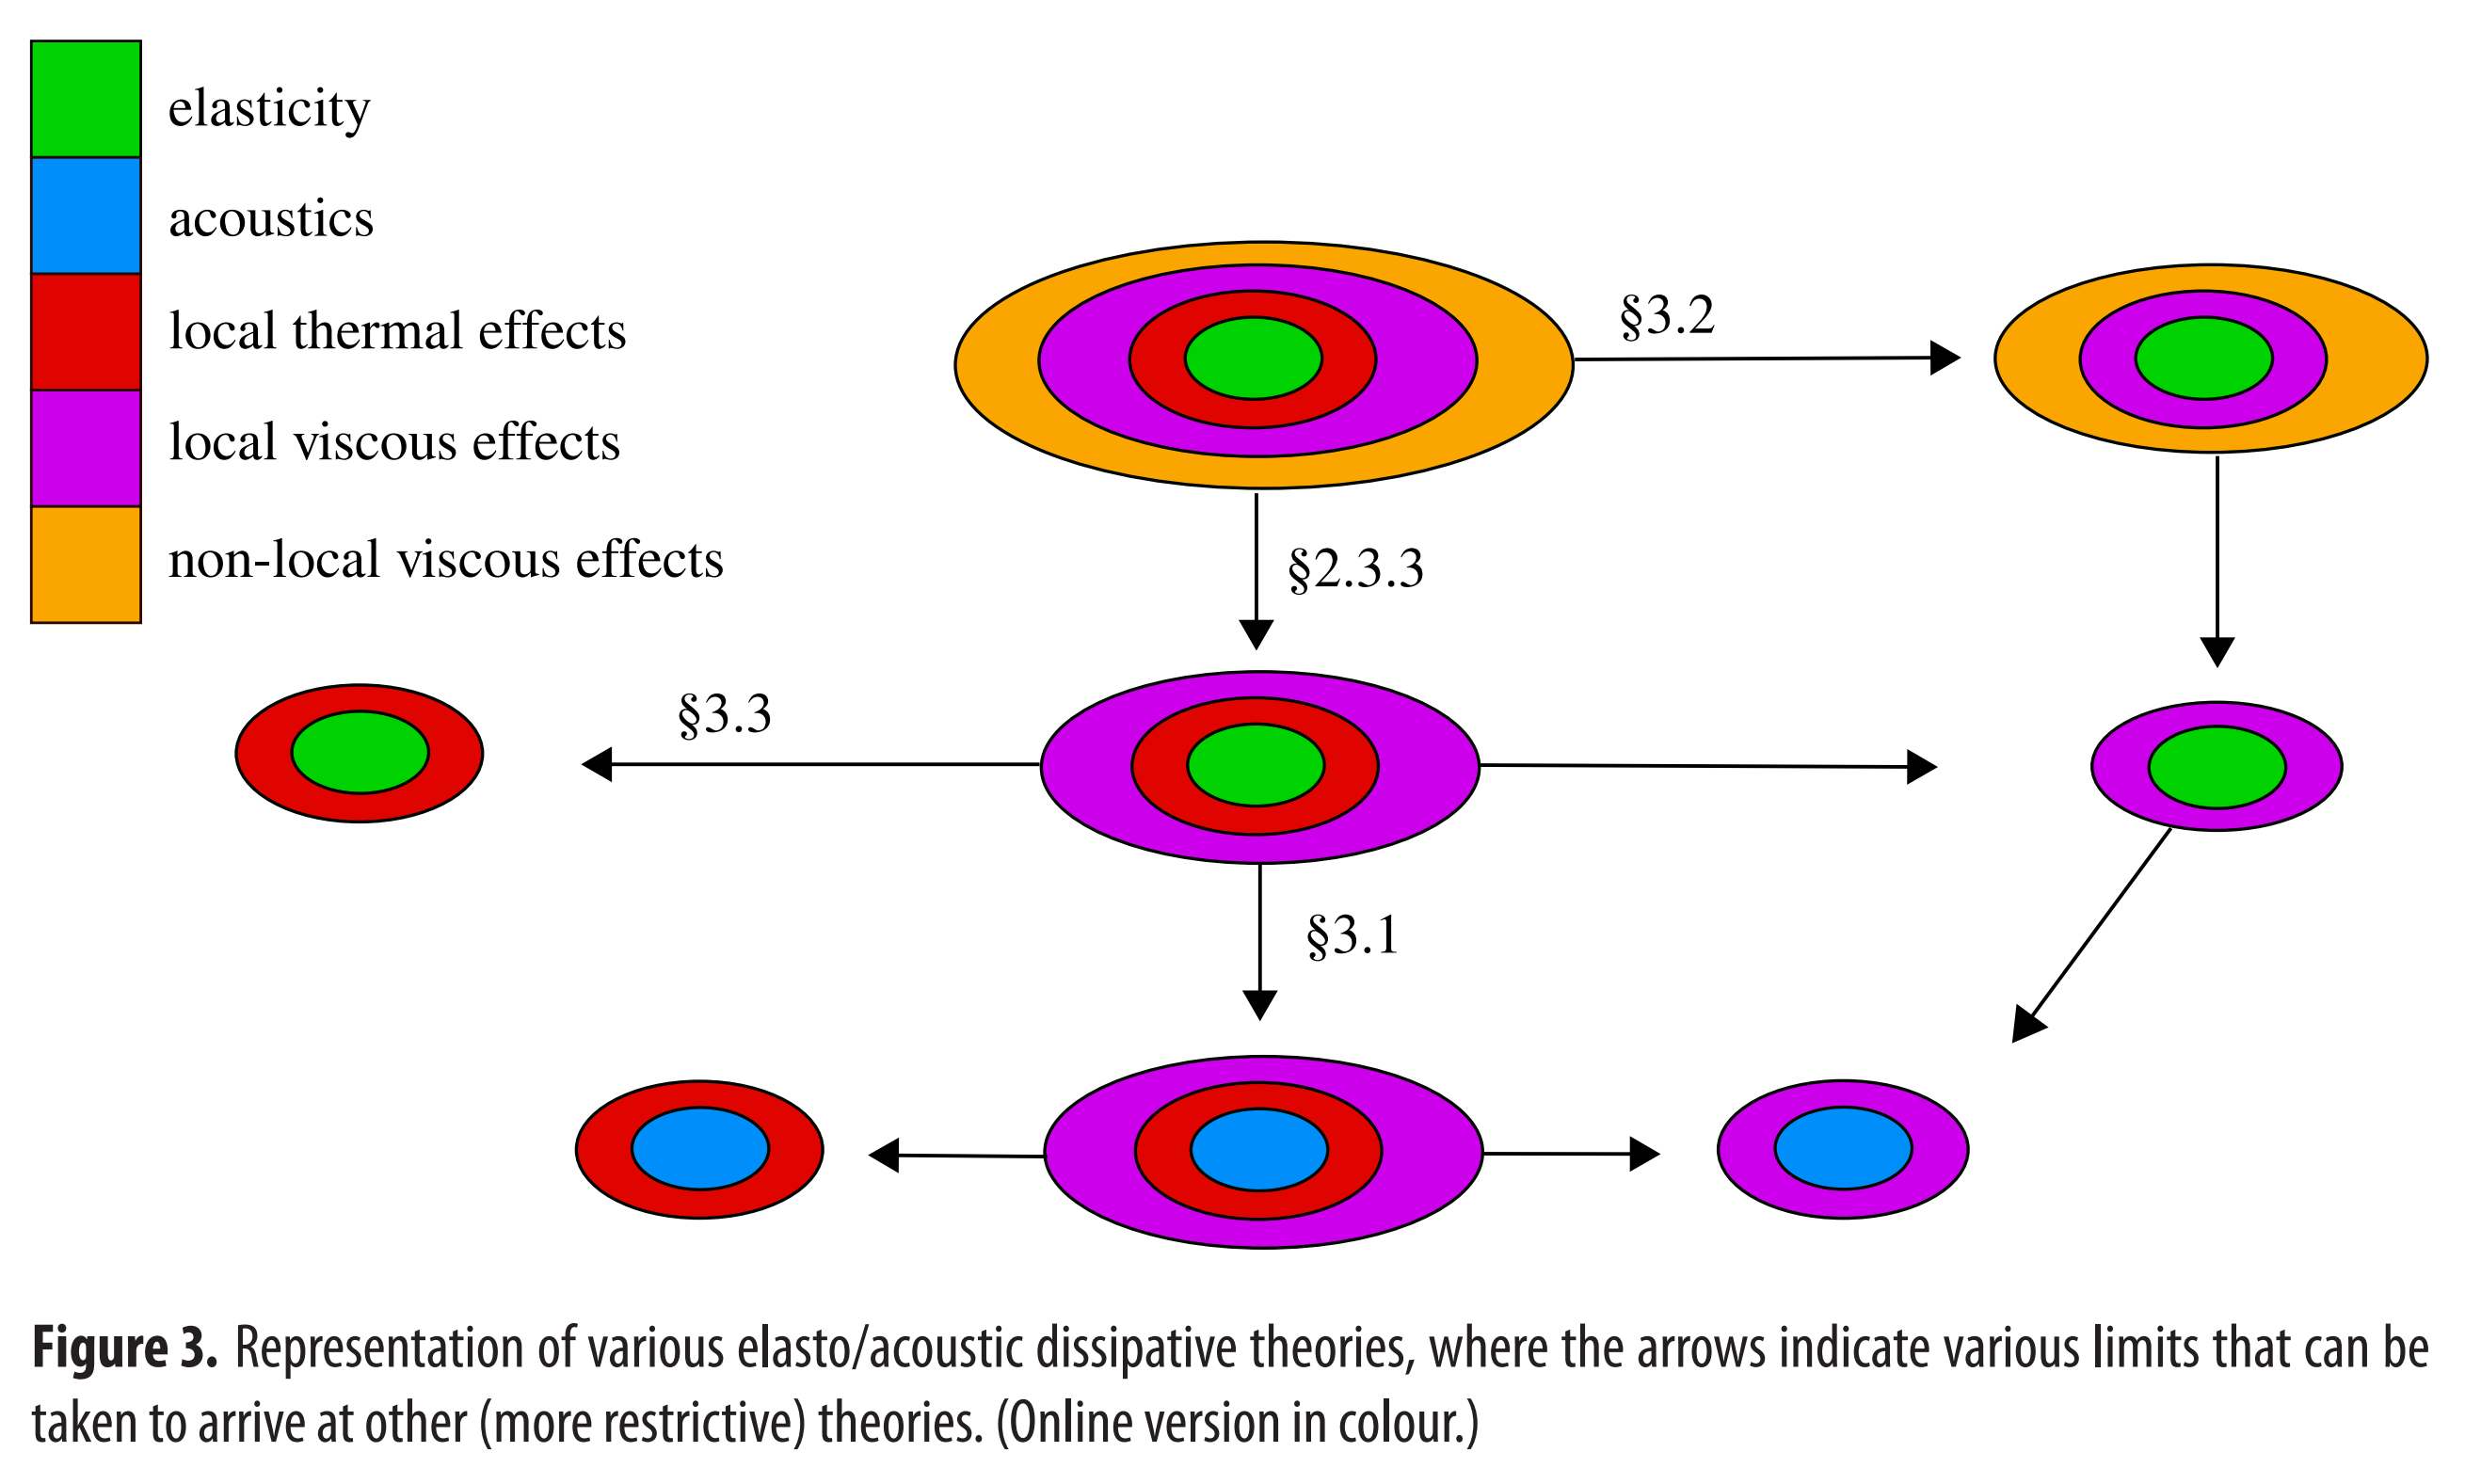 elasticity
acoustics
local thermal effects
local viscous effects
non-local viscous effects
§3.2
§2.3.3
§3.3
§3.1
Figure 3. Representation of various elasto/acoustic dissipative theories, where the arrows indicate various limits that can be
taken to arrive at other (more restrictive) theories. (Online version in colour.)